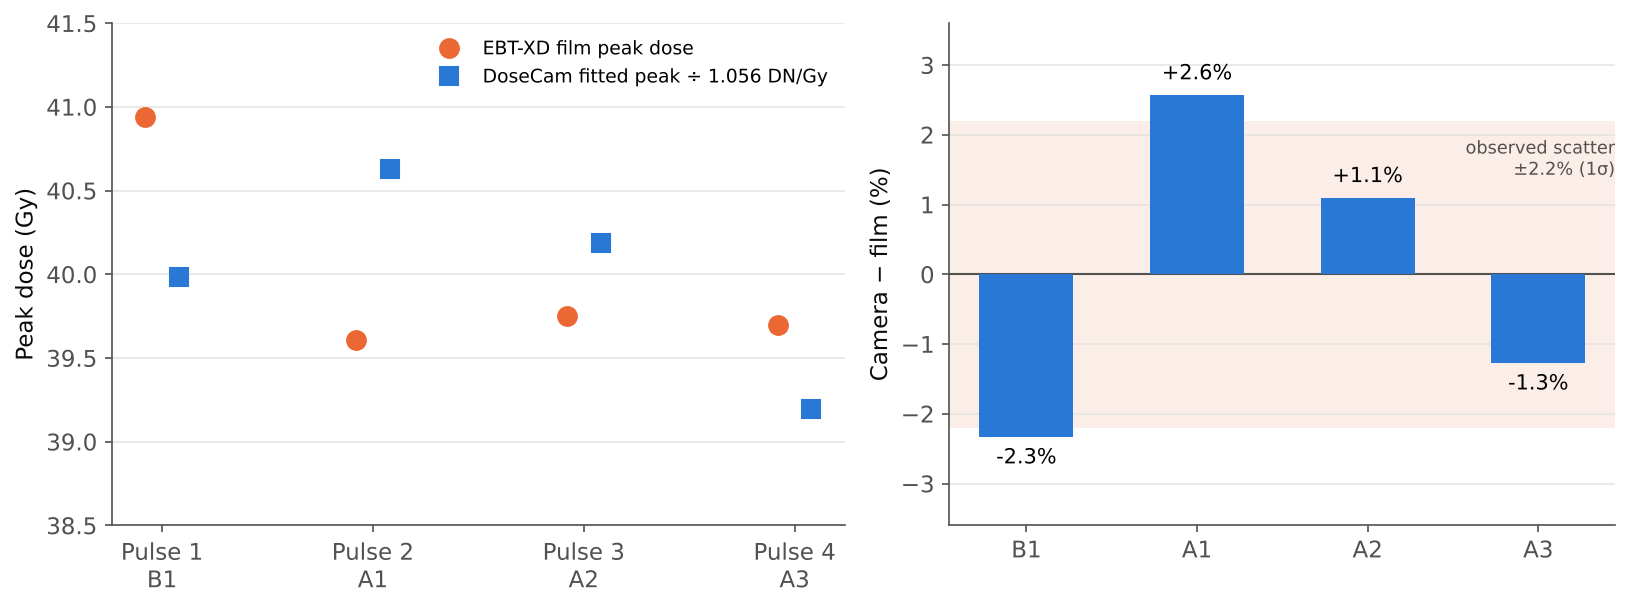 41.5
41.0
40.5
40.0
39.5
39.0
38.5
Peak dose (Gy)
EBT-XD film peak dose
DoseCam fitted peak ÷ 1.056 DN/Gy
Pulse 1
B1
Pulse 2
A1
Pulse 3
A2
Pulse 4
A3
3
2
1
0
−1
−2
−3
Camera − film (%)
+2.6%
+1.1%
observed scatter
±2.2% (1σ)
-2.3%
-1.3%
B1
A1
A2
A3